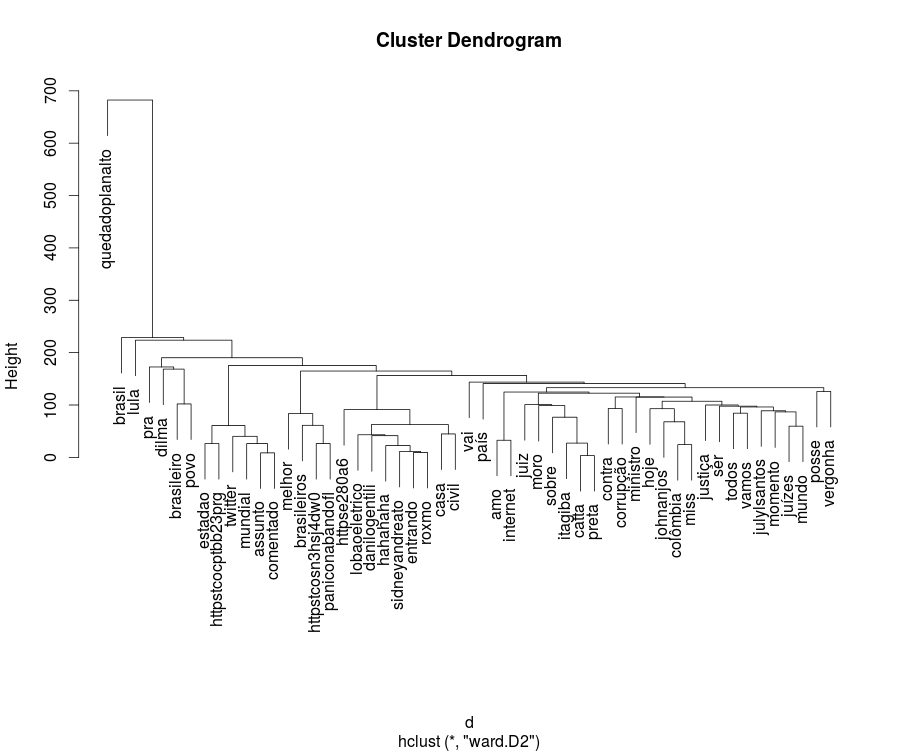 Cluster Dendrogram
Height
700
600
500
400
300
200
100
0
quedadoplanalto
brasil
lula
pra
dilma
brasileiro
povo
estadao
httpstcocptbb23prg
twitter
mundial
assunto
comentado
melhor
brasileiros
httpstcosn3hsj4dw0
paniconabandofl
httpse280a6
lobaoeletrico
danilogentili
hahahaha
sidneyandreato
entrando
roxmo
casa
civil
vai
país
amo
internet
juiz
moro
sobre
itagiba
catta
preta
contra
corrupção
ministro
hoje
johnanjos
colômbia
miss
justiça
ser
todos
vamos
julylsantos
momento
juízes
mundo
posse
vergonha
d
hclust (*, "ward.D2")